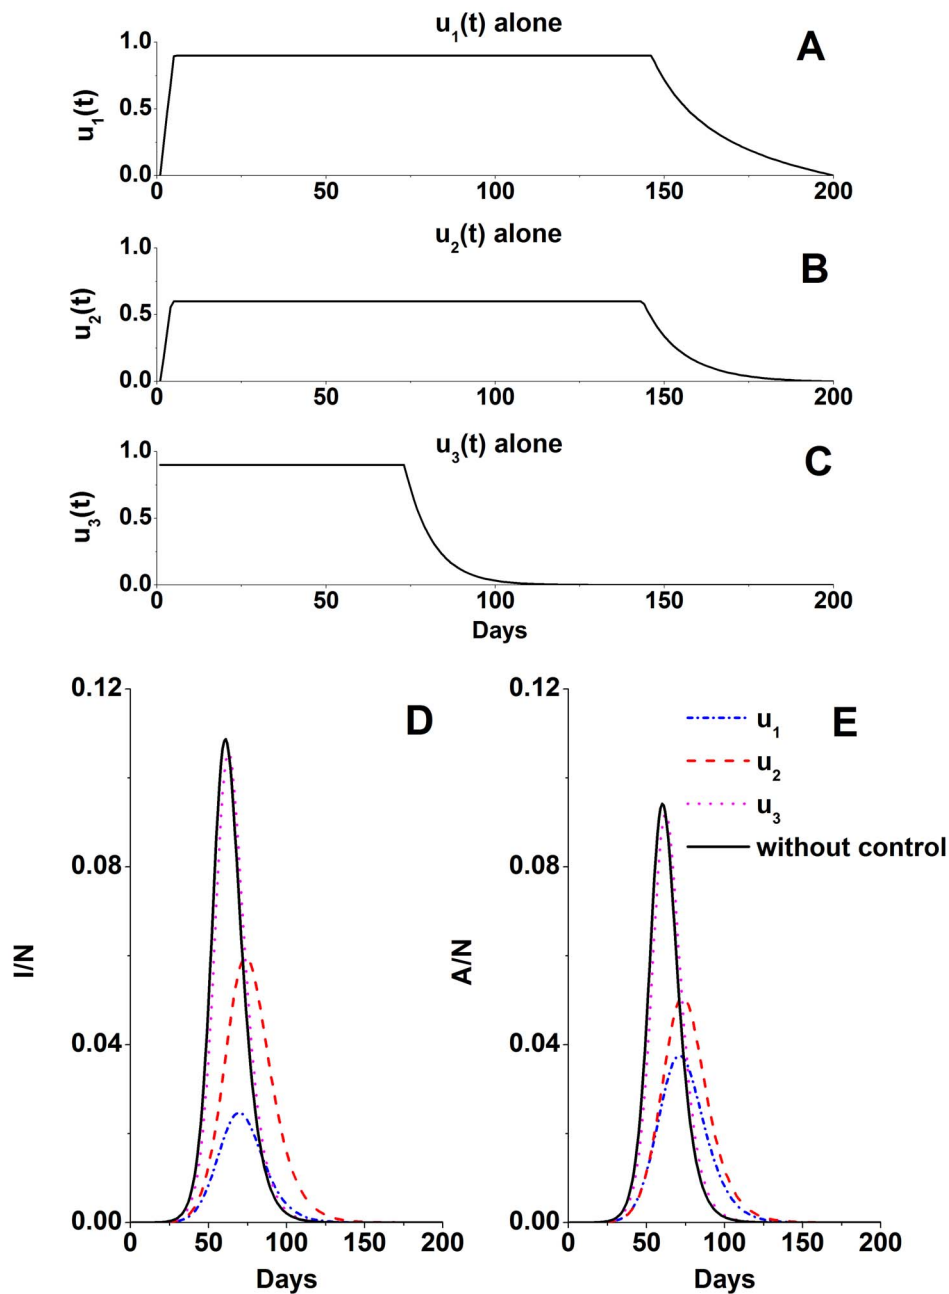 u₁(t) alone
A
u₁(t)
1.0
0.5
0.0
0 50 100 150 200
u₂(t) alone
B
u₂(t)
1.0
0.5
0.0
0 50 100 150 200
u₃(t) alone
C
u₃(t)
1.0
0.5
0.0
0 50 100 150 200
Days
D
I/N
0.12
0.08
0.04
0.00
0 50 100 150 200
Days
E
u₁
u₂
u₃
without control
A/N
0.12
0.08
0.04
0.00
0 50 100 150 200
Days